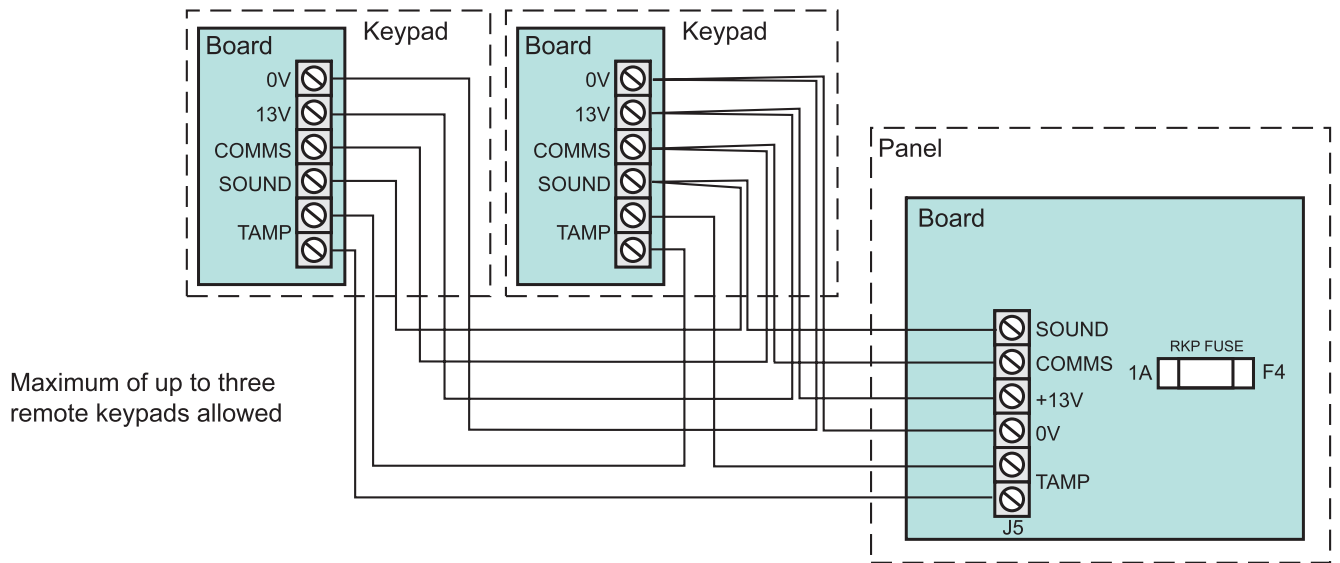 Keypad
Board
0V
13V
COMMS
SOUND
TAMP
Keypad
Board
0V
13V
COMMS
SOUND
TAMP
Panel
Board
SOUND
COMMS
+13V
0V
TAMP
J5
RKP FUSE
1A
F4
Maximum of up to three
remote keypads allowed